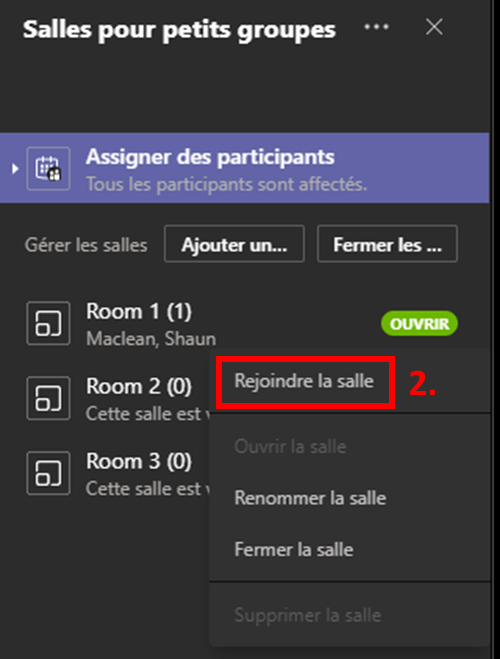 Salles pour petits groupes
Assigner des participants
Tous les participants sont affectés.
Gérer les salles
Ajouter un...
Fermer les ...
Room 1 (1)
OUVRIR
Maclean, Shaun
Rejoindre la salle
2.
Room 2 (0)
Cette salle est
Ouvrir la salle
Renommer la salle
Room 3 (0)
Cette salle est
Fermer la salle
Supprimer la salle